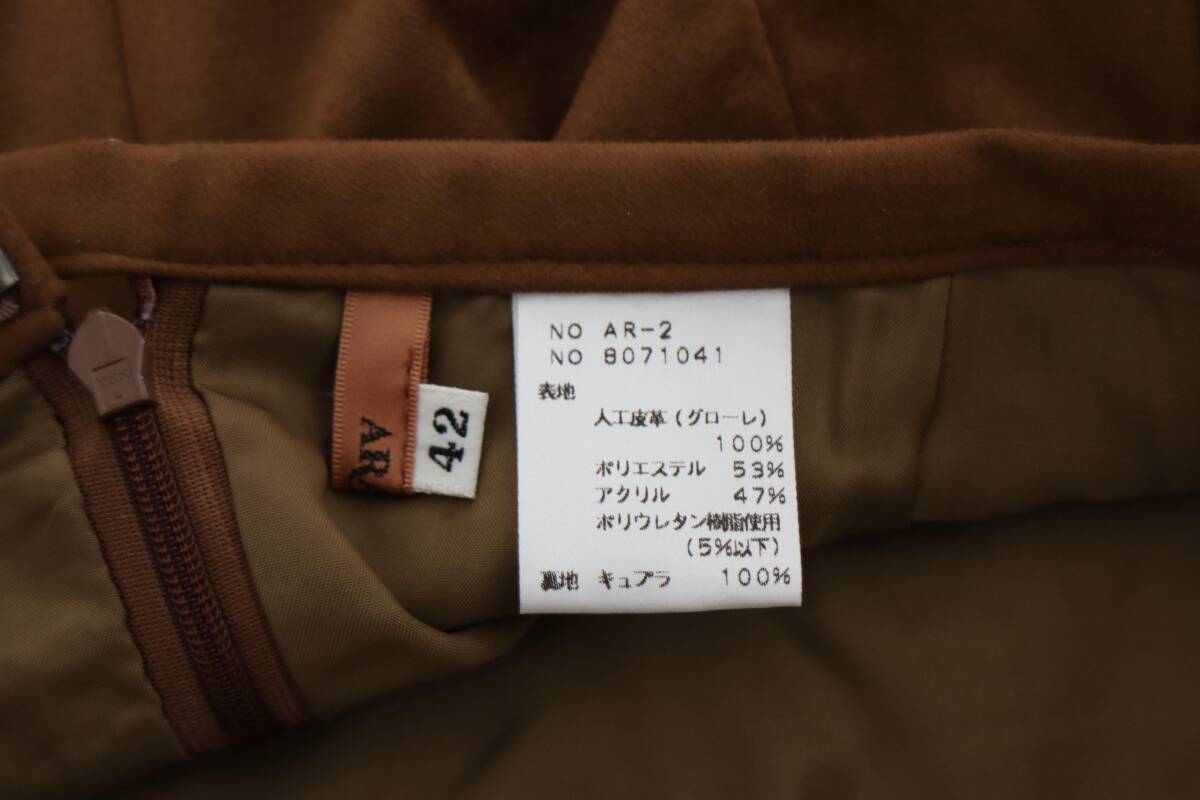 NO AR-2
NO 8071041
表地
人工皮革(グローレ)
100%
ポリエステル 53%
アクリル 47%
ポリウレタン樹脂使用
(5%以下)
裏地 キュプラ 100%
42
AR